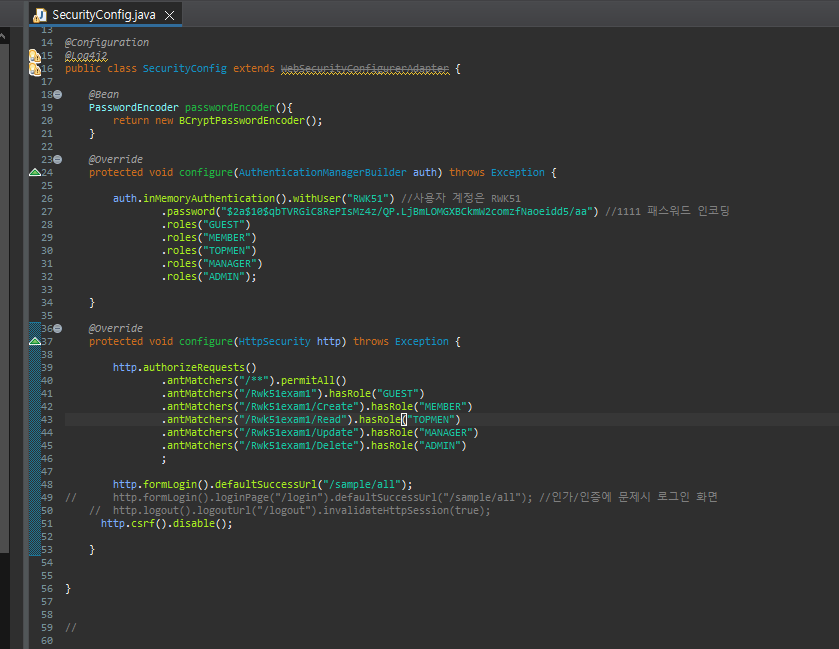 SecurityConfig.java
13
14 @Configuration
15 @Log4j2
16 public class SecurityConfig extends WebSecurityConfigurerAdapter {
17
18 @Bean
19 PasswordEncoder passwordEncoder(){
20 return new BCryptPasswordEncoder();
21 }
22
23 @Override
24 protected void configure(AuthenticationManagerBuilder auth) throws Exception {
25
26 auth.inMemoryAuthentication().withUser("RWK51") //사용자 계정은 RWK51
27 .password("$2a$10$qbTVRGiC8RePIsMz4z/QP.LjBmLOMGXBCkmW2comzfNaoeidd5/aa") //1111 패스워드 인코딩
28 .roles("GUEST")
29 .roles("MEMBER")
30 .roles("TOPMEN")
31 .roles("MANAGER")
32 .roles("ADMIN");
33
34 }
35
36 @Override
37 protected void configure(HttpSecurity http) throws Exception {
38
39 http.authorizeRequests()
40 .antMatchers("/**").permitAll()
41 .antMatchers("/Rwk51exam1").hasRole("GUEST")
42 .antMatchers("/Rwk51exam1/Create").hasRole("MEMBER")
43 .antMatchers("/Rwk51exam1/Read").hasRole("TOPMEN")
44 .antMatchers("/Rwk51exam1/Update").hasRole("MANAGER")
45 .antMatchers("/Rwk51exam1/Delete").hasRole("ADMIN")
46 ;
47
48 http.formLogin().defaultSuccessUrl("/sample/all");
49 // http.formLogin().loginPage("/login").defaultSuccessUrl("/sample/all"); //인가/인증에 문제시 로그인 화면
50 // http.logout().logoutUrl("/logout").invalidateHttpSession(true);
51 http.csrf().disable();
52
53 }
54
55
56 }
57
58
59 //
60